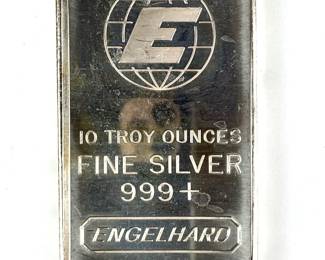 E
10 TROY OUNCES
FINE SILVER
999+
ENGELHARD